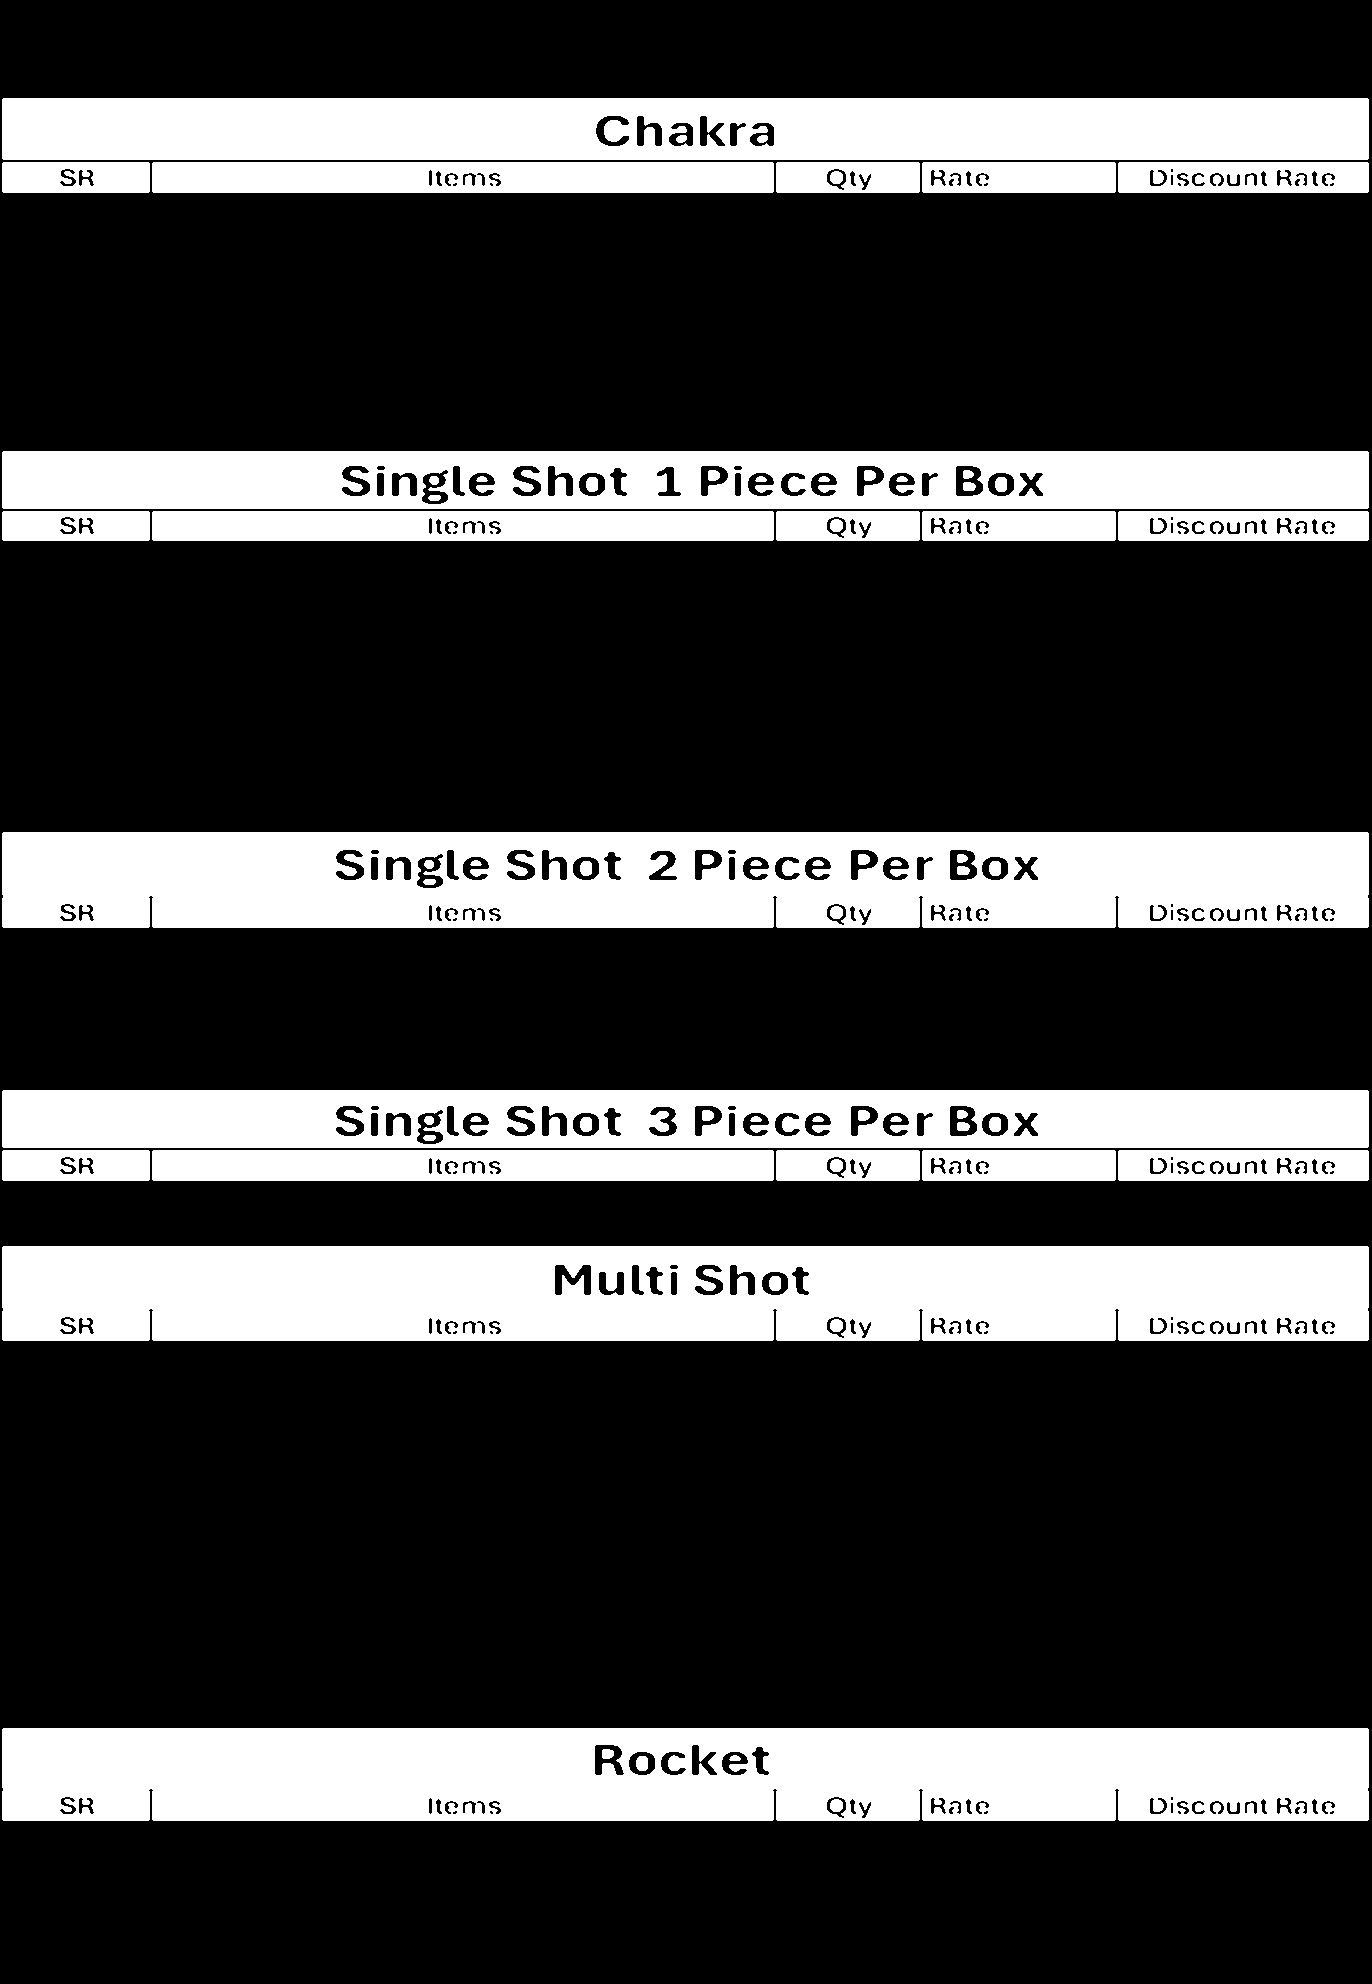 Chakra
SR Items Qty Rate Discount Rate
Single Shot 1 Piece Per Box
SR Items Qty Rate Discount Rate
Single Shot 2 Piece Per Box
SR Items Qty Rate Discount Rate
Single Shot 3 Piece Per Box
SR Items Qty Rate Discount Rate
Multi Shot
SR Items Qty Rate Discount Rate
Rocket
SR Items Qty Rate Discount Rate